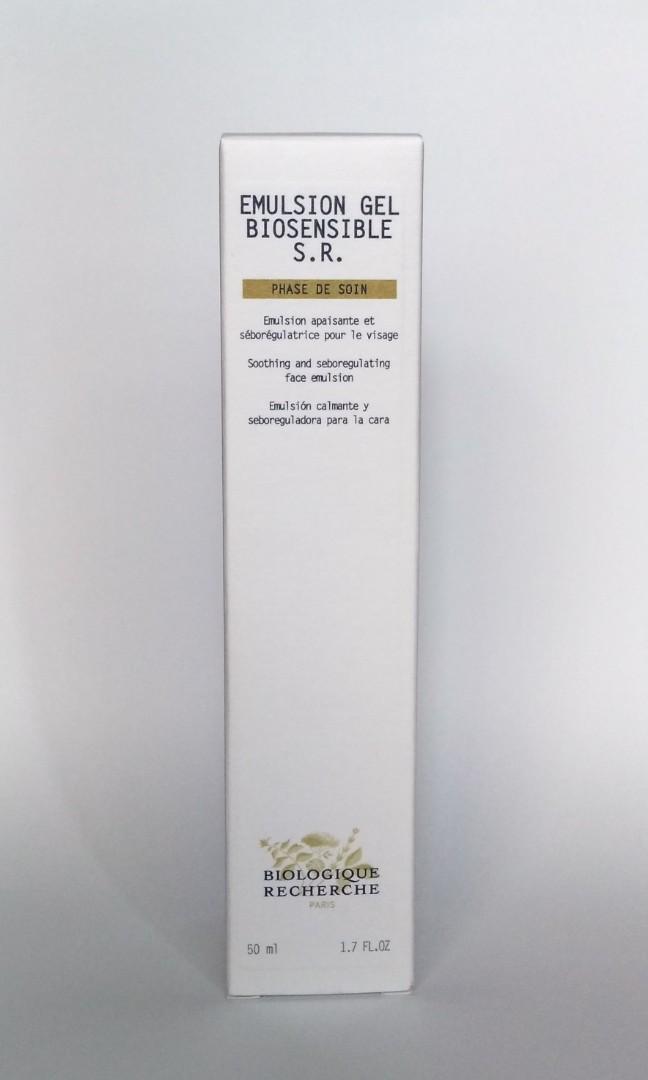 EMULSION GEL
BIOSENSIBLE
S.R.
PHASE DE SOIN
Emulsion apaisante et
séborégulatrice pour le visage
Soothing and seboregulating
face emulsion
Emulsión calmante y
seboreguladora para la cara
BIOLOGIQUE
RECHERCHE
PARIS
50 ml 1.7 FL.OZ